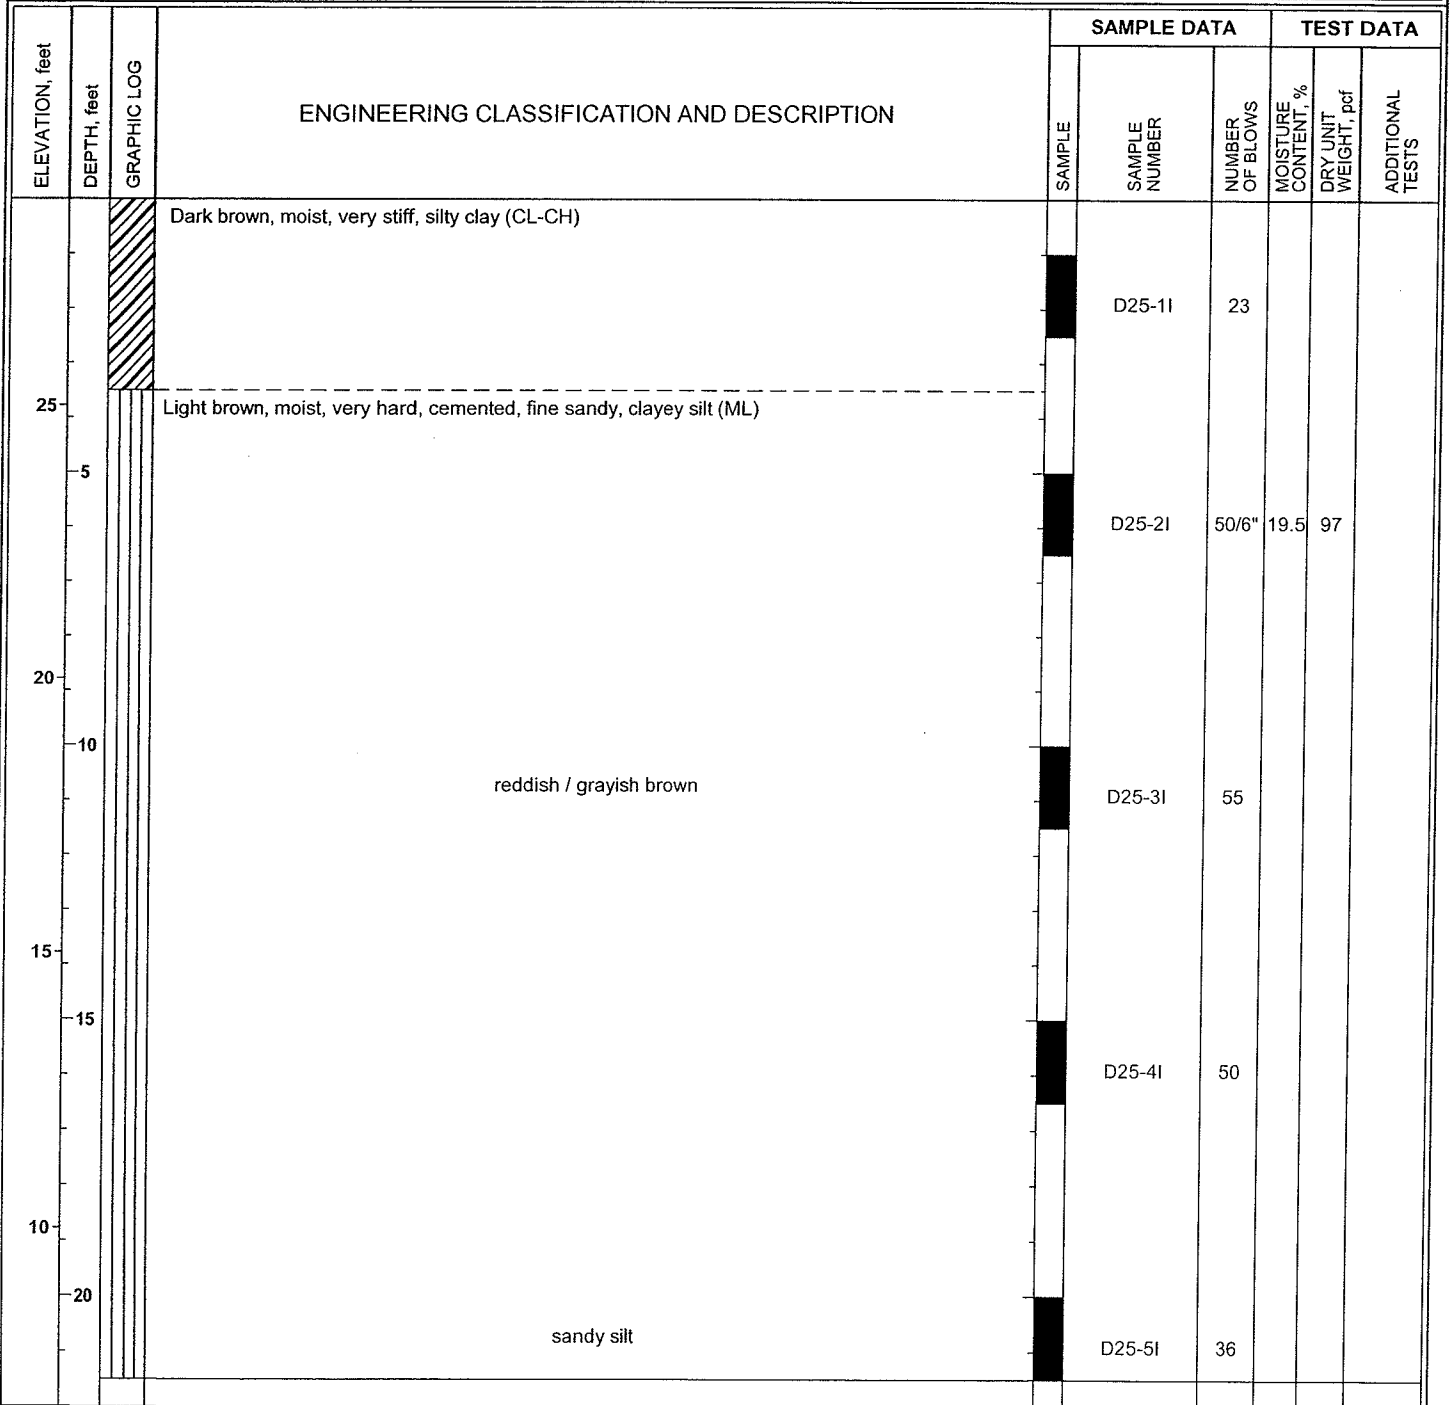 SAMPLE DATA
TEST DATA
ELEVATION, feet
DEPTH, feet
GRAPHIC LOG
ENGINEERING CLASSIFICATION AND DESCRIPTION
SAMPLE
SAMPLE
NUMBER
NUMBER
OF BLOWS
MOISTURE
CONTENT, %
DRY UNIT
WEIGHT, pcf
ADDITIONAL
TESTS
Dark brown, moist, very stiff, silty clay (CL-CH)
D25-1I 23
25
Light brown, moist, very hard, cemented, fine sandy, clayey silt (ML)
5
D25-2I 50/6" 19.5 97
20
10
reddish / grayish brown
D25-3I 55
15
15
D25-4I 50
10
20
sandy silt
D25-5I 36